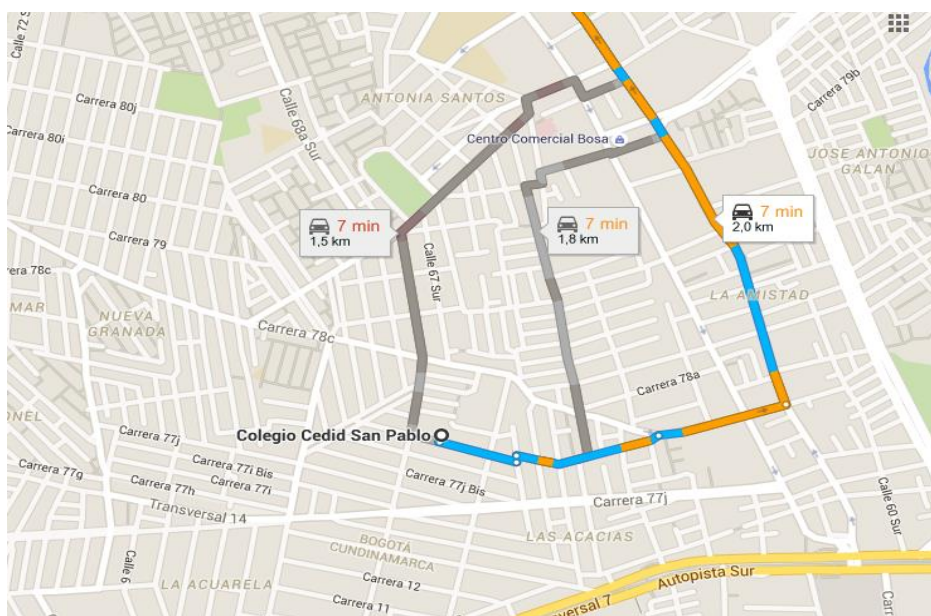 Calle 72 S
Carrera 80j
Carrera 80i
Calle 68a Sur
ANTONIA SANTOS
Carrera 79b
Centro Comercial Bosa
JOSE ANTONIO
GALAN
Carrera 80
7 min
1,5 km
7 min
1,8 km
7 min
2,0 km
Carrera 79
Calle 67 Sur
Carrera 78c
MAR
NUEVA
GRANADA
LA AMISTAD
Carrera 78c
Carrera 78a
ONEL
Colegio Cedid San Pablo
Carrera 77j
Carrera 77i Bis
Carrera 77g
Carrera 77h
Carrera 77i
Carrera 77j Bis
Carrera 77j
Transversal 14
Calle 60 Sur
LAS ACACIAS
BOGOTÁ
CUNDINAMARCA
Calle 6
LA ACUARELA
Carrera 12
Carrera 11
versal 7
Autopista Sur